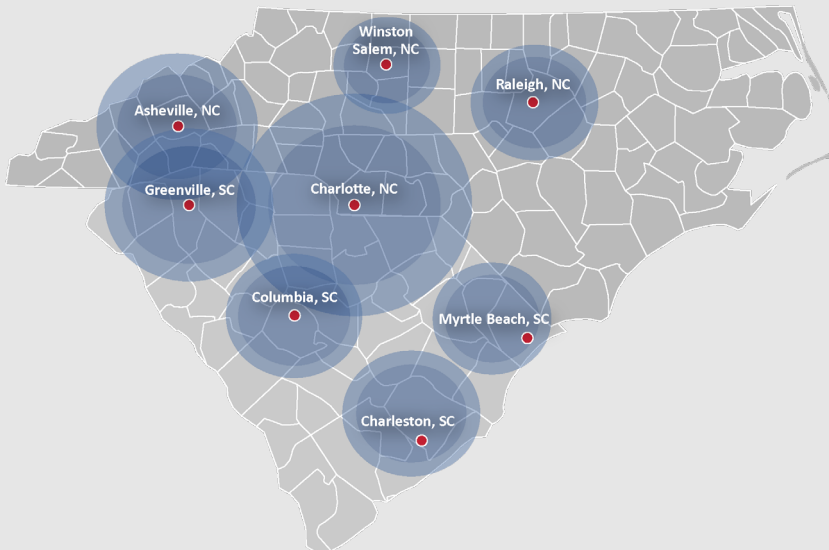 Winston
Salem, NC
Raleigh, NC
Asheville, NC
Greenville, SC
Charlotte, NC
Columbia, SC
Myrtle Beach, SC
Charleston, SC